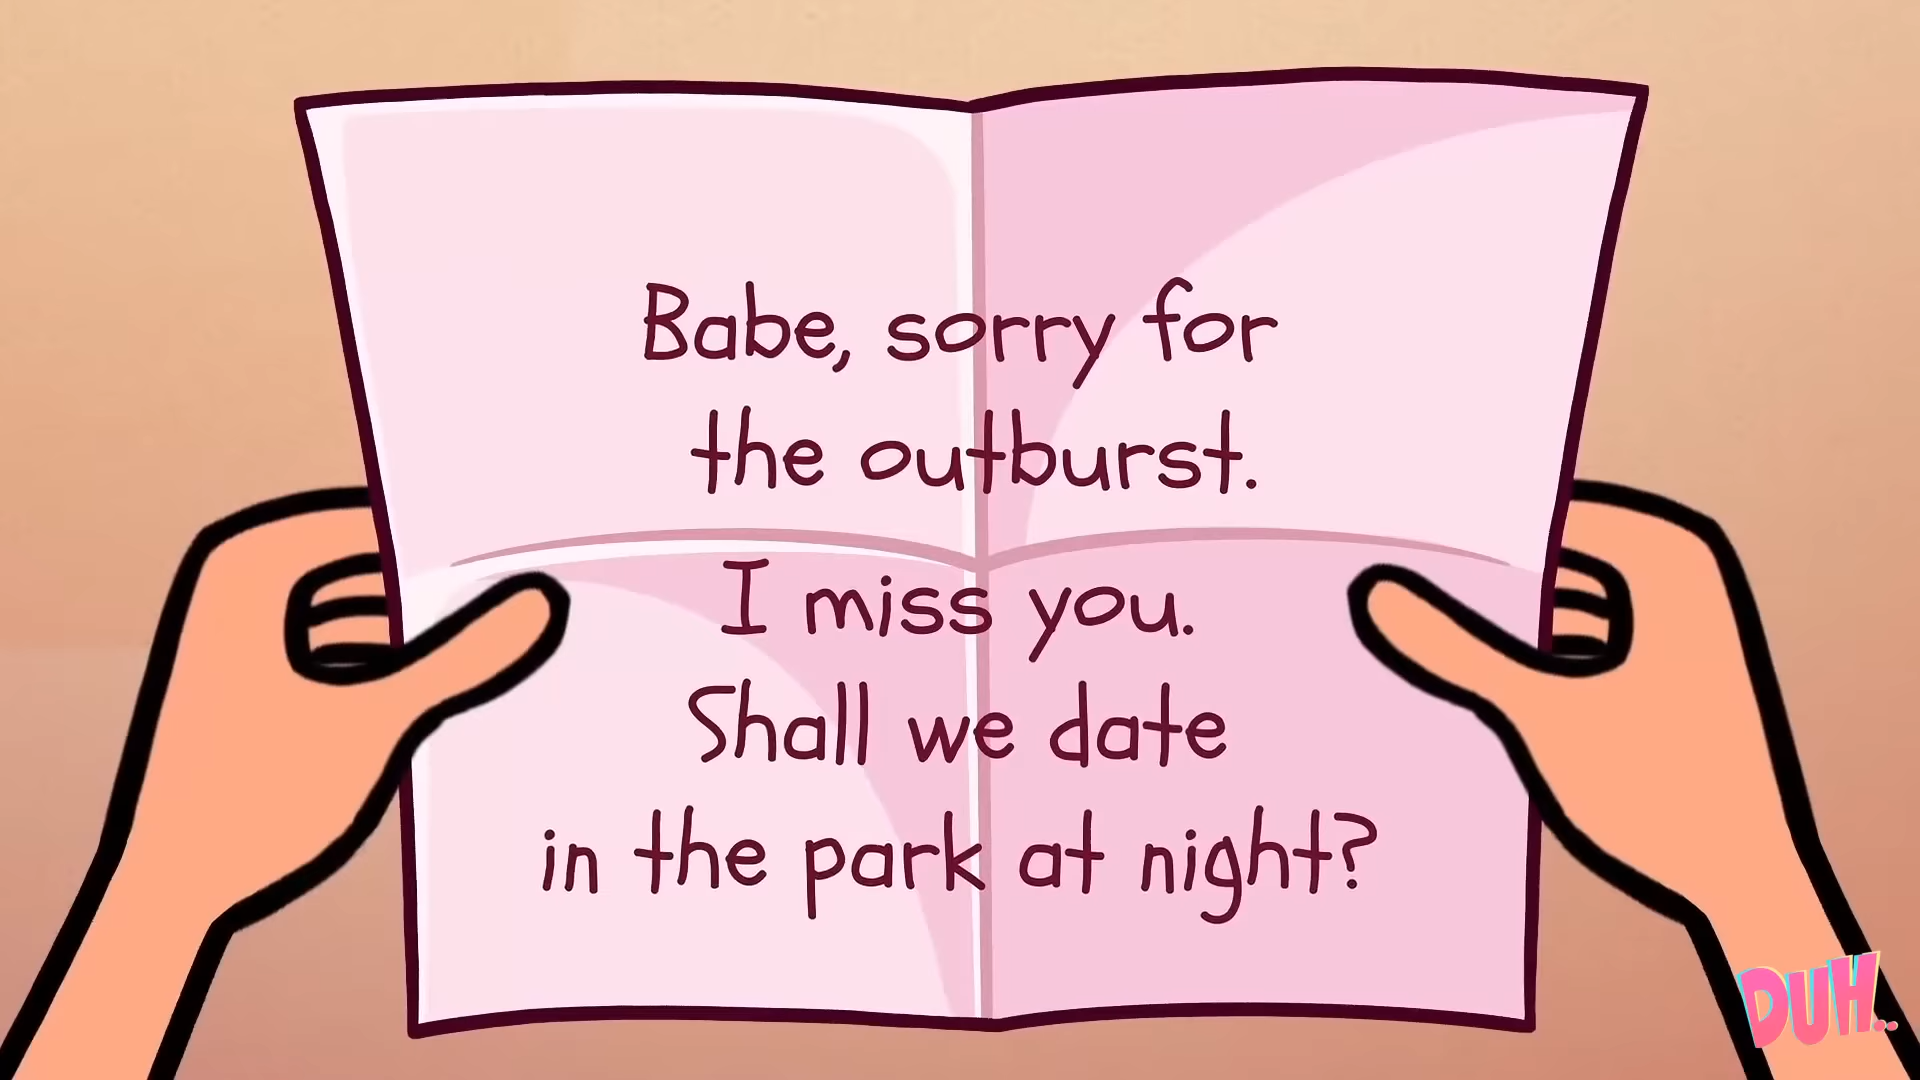 Babe, sorry for
the outburst.
I miss you.
Shall we date
in the park at night?
DUH..